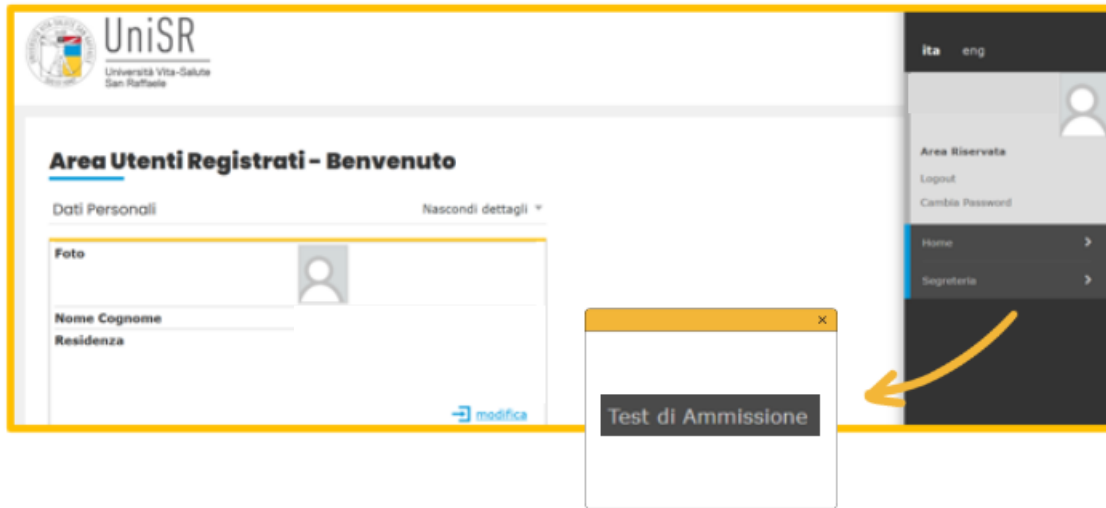 UniSR
Università Vita-Salute
San Raffaele
Area Utenti Registrati – Benvenuto
Dati Personali
Nascondi dettagli
Foto
Nome Cognome
Residenza
modifica
ita eng
Area Riservata
Logout
Cambia Password
Home
Segreteria
Test di Ammissione